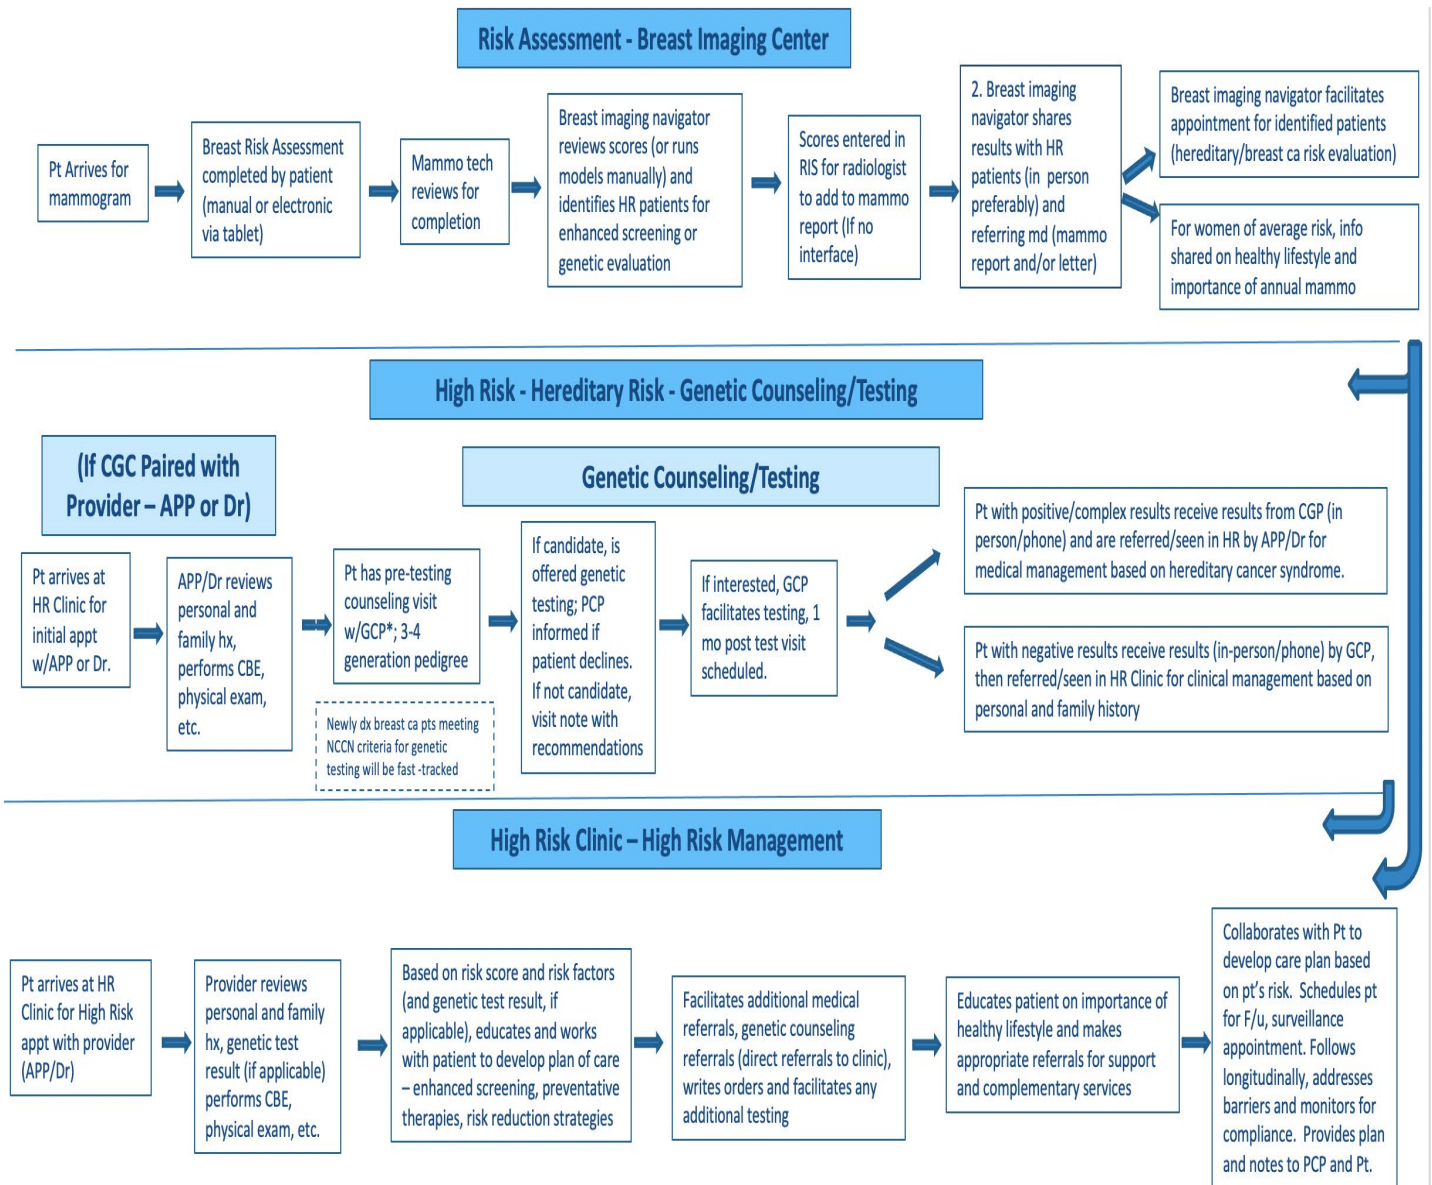 Risk Assessment - Breast Imaging Center
Pt Arrives for
mammogram
Breast Risk Assessment
completed by patient
(manual or electronic
via tablet)
Mammo tech
reviews for
completion
Breast imaging navigator
reviews scores (or runs
models manually) and
identifies HR patients for
enhanced screening or
genetic evaluation
Scores entered in
RIS for radiologist
to add to mammo
report (If no
interface)
2. Breast imaging
navigator shares
results with HR
patients (in person
preferably) and
referring md (mammo
report and/or letter)
Breast imaging navigator facilitates
appointment for identified patients
(hereditary/breast ca risk evaluation)
For women of average risk, info
shared on healthy lifestyle and
importance of annual mammo
High Risk - Hereditary Risk - Genetic Counseling/Testing
(If CGC Paired with
Provider – APP or Dr)
Genetic Counseling/Testing
Pt arrives at
HR Clinic for
initial appt
w/APP or Dr.
APP/Dr reviews
personal and
family hx,
performs CBE,
physical exam,
etc.
Pt has pre-testing
counseling visit
w/GCP*; 3-4
generation pedigree
Newly dx breast ca pts meeting
NCCN criteria for genetic
testing will be fast -tracked
If candidate, is
offered genetic
testing; PCP
informed if
patient declines.
If not candidate,
visit note with
recommendations
If interested, GCP
facilitates testing, 1
mo post test visit
scheduled.
Pt with positive/complex results receive results from CGP (in
person/phone) and are referred/seen in HR by APP/Dr for
medical management based on hereditary cancer syndrome.
Pt with negative results receive results (in-person/phone) by GCP,
then referred/seen in HR Clinic for clinical management based on
personal and family history
High Risk Clinic – High Risk Management
Pt arrives at HR
Clinic for High Risk
appt with provider
(APP/Dr)
Provider reviews
personal and family
hx, genetic test
result (if applicable)
performs CBE,
physical exam, etc.
Based on risk score and risk factors
(and genetic test result, if
applicable), educates and works
with patient to develop plan of care
– enhanced screening, preventative
therapies, risk reduction strategies
Facilitates additional medical
referrals, genetic counseling
referrals (direct referrals to clinic),
writes orders and facilitates any
additional testing
Educates patient on importance of
healthy lifestyle and makes
appropriate referrals for support
and complementary services
Collaborates with Pt to
develop care plan based
on pt's risk. Schedules pt
for F/u, surveillance
appointment. Follows
longitudinally, addresses
barriers and monitors for
compliance. Provides plan
and notes to PCP and Pt.